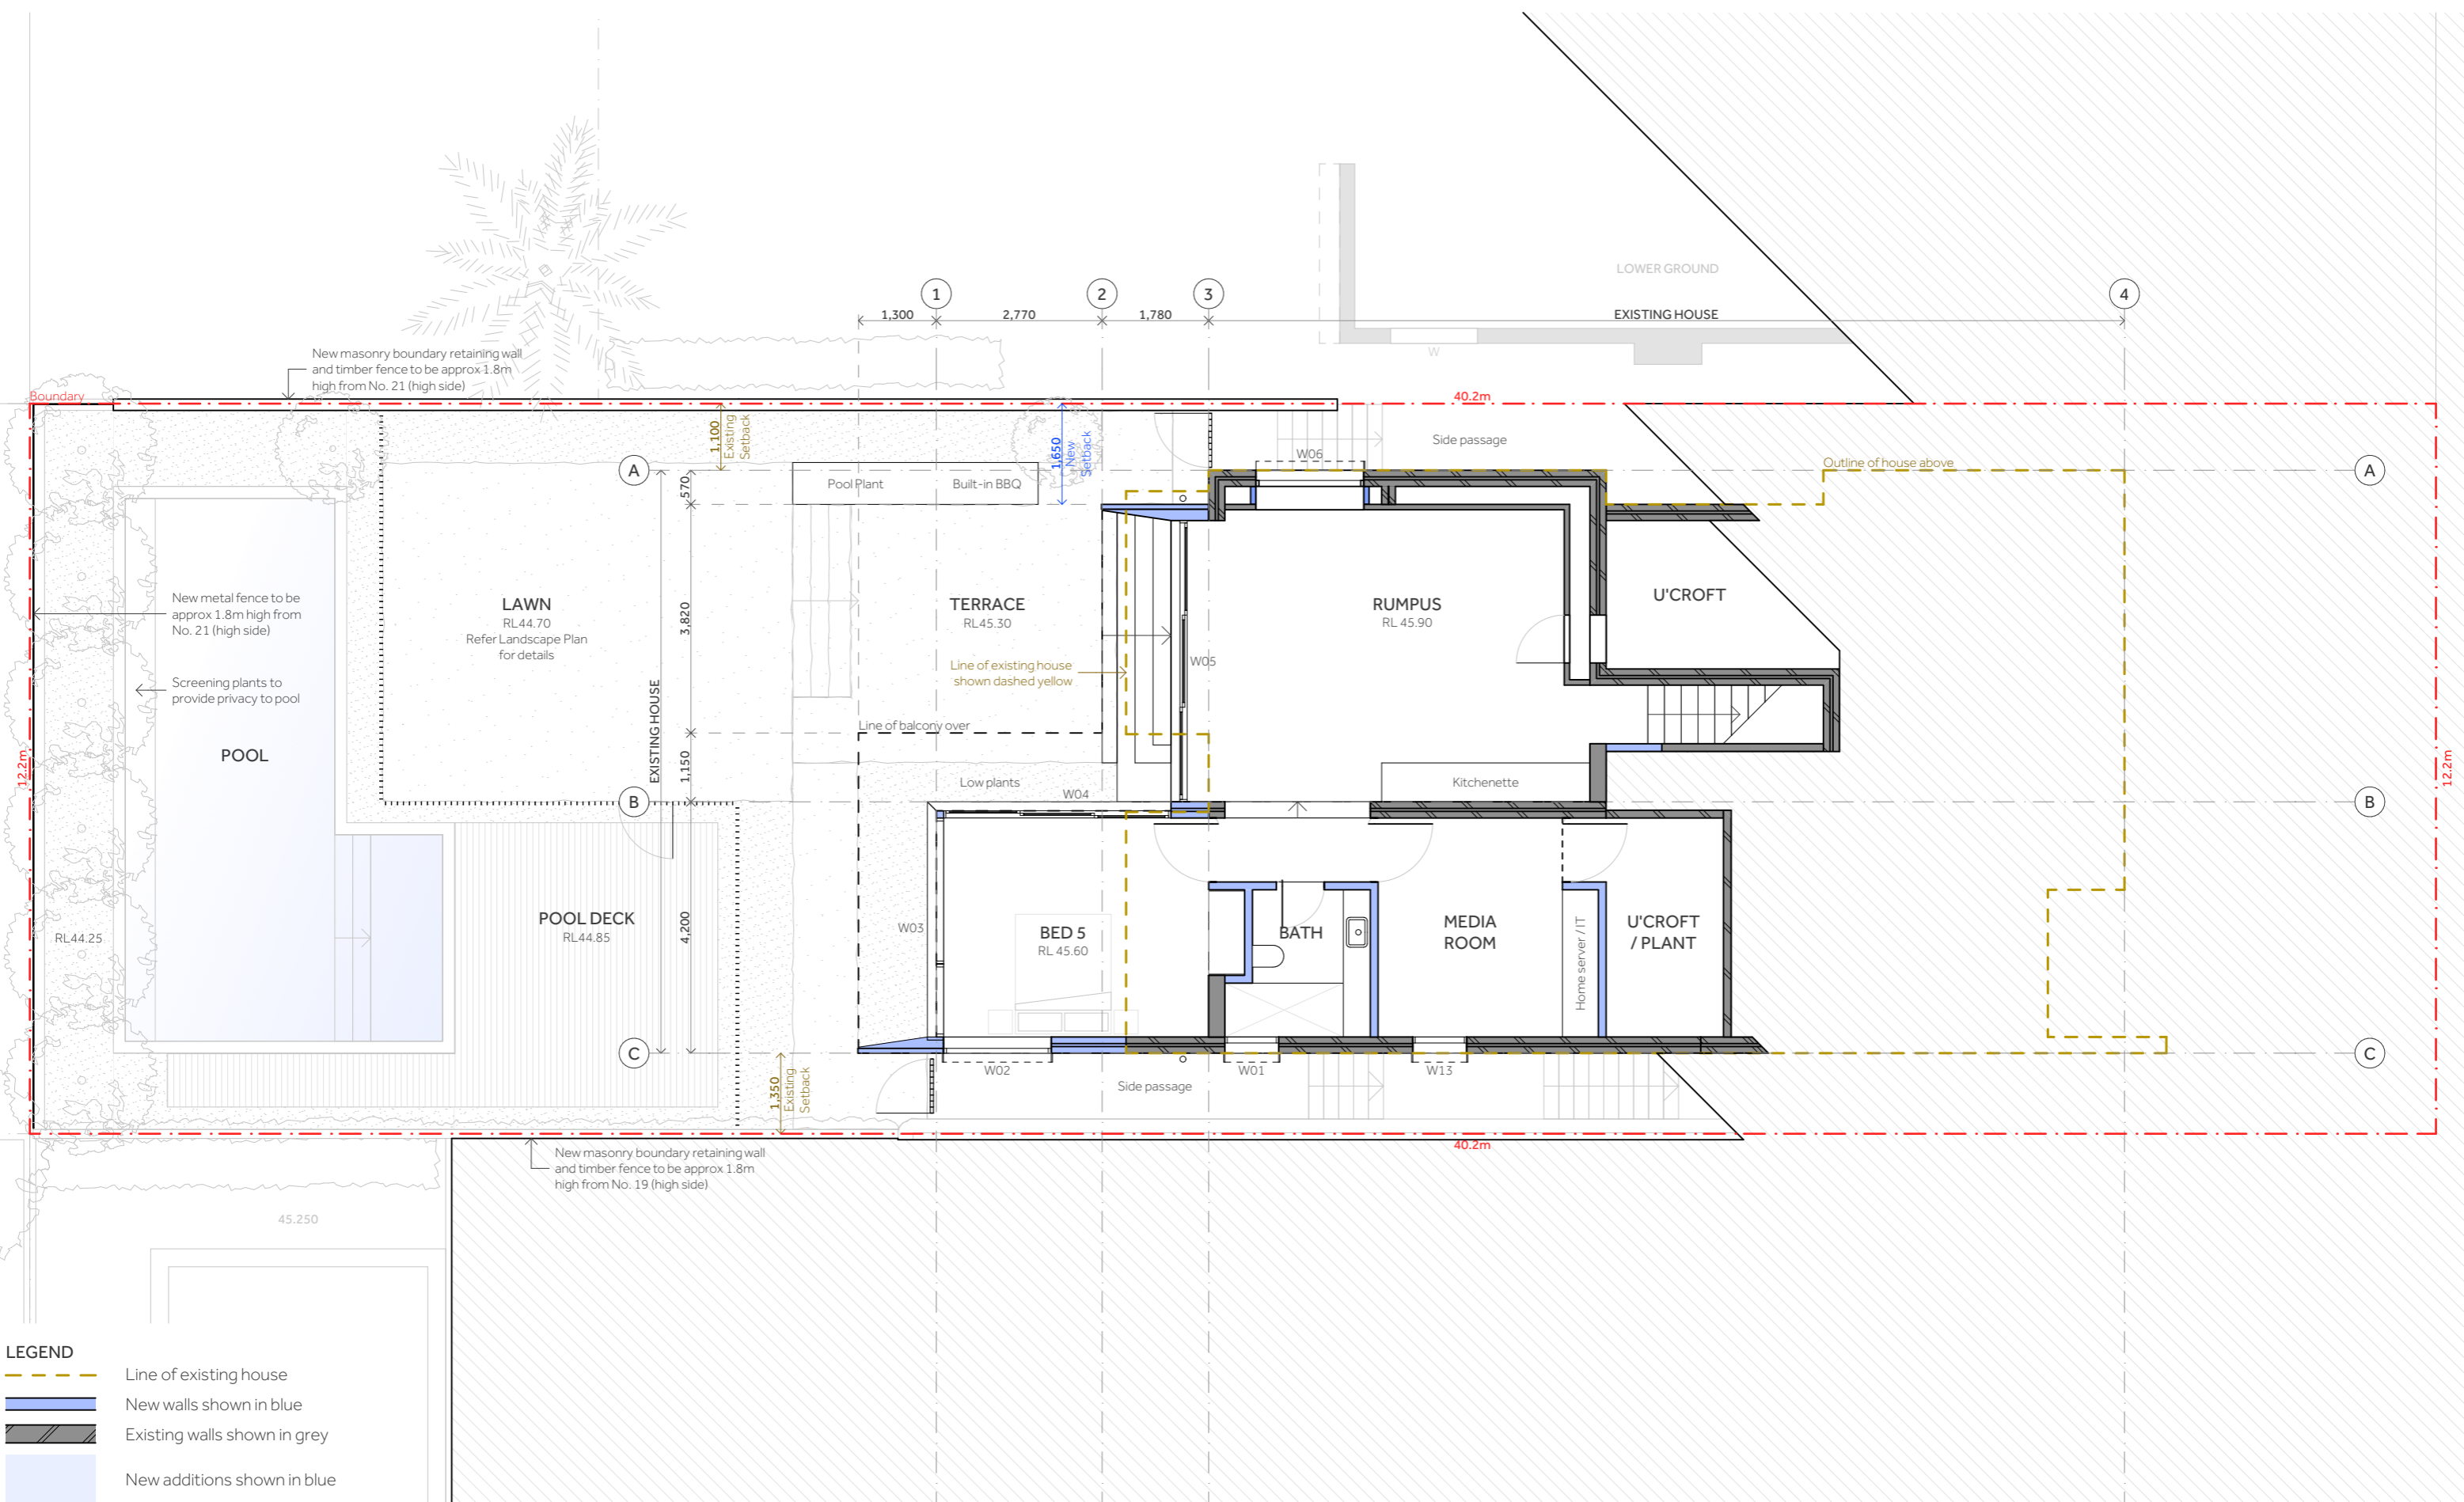 LOWER GROUND
1
2
3
4
1,300
2,770
1,780
EXISTING HOUSE
W
New masonry boundary retaining wall
and timber fence to be approx 1.8m
high from No. 21 (high side)
Boundary
40.2m
1,100
Existing
Setback
1,650
New
Setback
Side passage
W06
Outline of house above
A
A
570
Pool Plant
Built-in BBQ
New metal fence to be
approx 1.8m high from
No. 21 (high side)
LAWN
RL44.70
Refer Landscape Plan
for details
3,820
TERRACE
RL45.30
RUMPUS
RL 45.90
U'CROFT
Line of existing house
shown dashed yellow
W05
Screening plants to
provide privacy to pool
EXISTING HOUSE
Line of balcony over
POOL
12.2m
12.2m
1,150
Low plants
W04
Kitchenette
B
B
POOL DECK
RL44.85
RL44.25
4,200
W03
BED 5
RL 45.60
BATH
MEDIA
ROOM
Home server / IT
U'CROFT
/ PLANT
C
C
1,350
Existing
Setback
W02
Side passage
W01
W13
40.2m
New masonry boundary retaining wall
and timber fence to be approx 1.8m
high from No. 19 (high side)
45.250
LEGEND
Line of existing house
New walls shown in blue
Existing walls shown in grey
New additions shown in blue